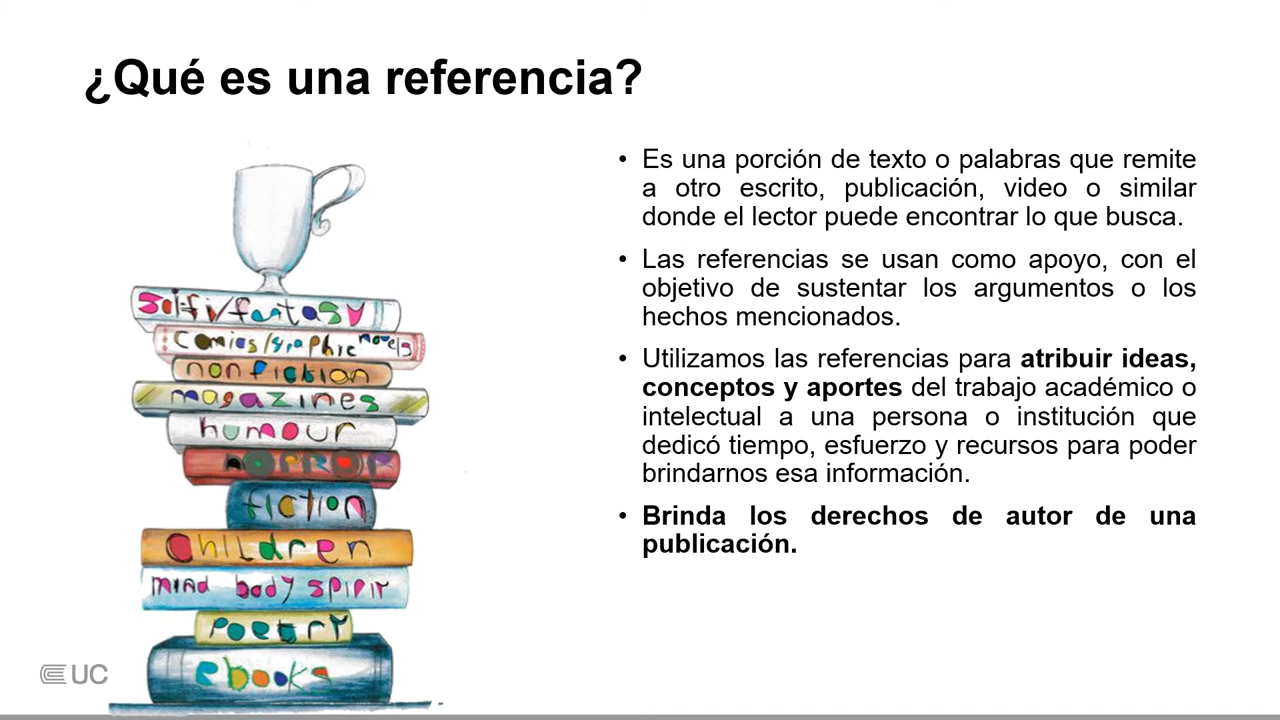 ¿Qué es una referencia?
• Es una porción de texto o palabras que remite
a otro escrito, publicación, video o similar
donde el lector puede encontrar lo que busca.
• Las referencias se usan como apoyo, con el
objetivo de sustentar los argumentos o los
hechos mencionados.
• Utilizamos las referencias para atribuir ideas,
conceptos y aportes del trabajo académico o
intelectual a una persona o institución que
dedicó tiempo, esfuerzo y recursos para poder
brindarnos esa información.
• Brinda los derechos de autor de una
publicación.
sci-fi/fantasy
comics/graphic novels
nonfiction
magazines
humour
HORROR
fiction
children
mind body spirit
POETRY
ebooks
UC